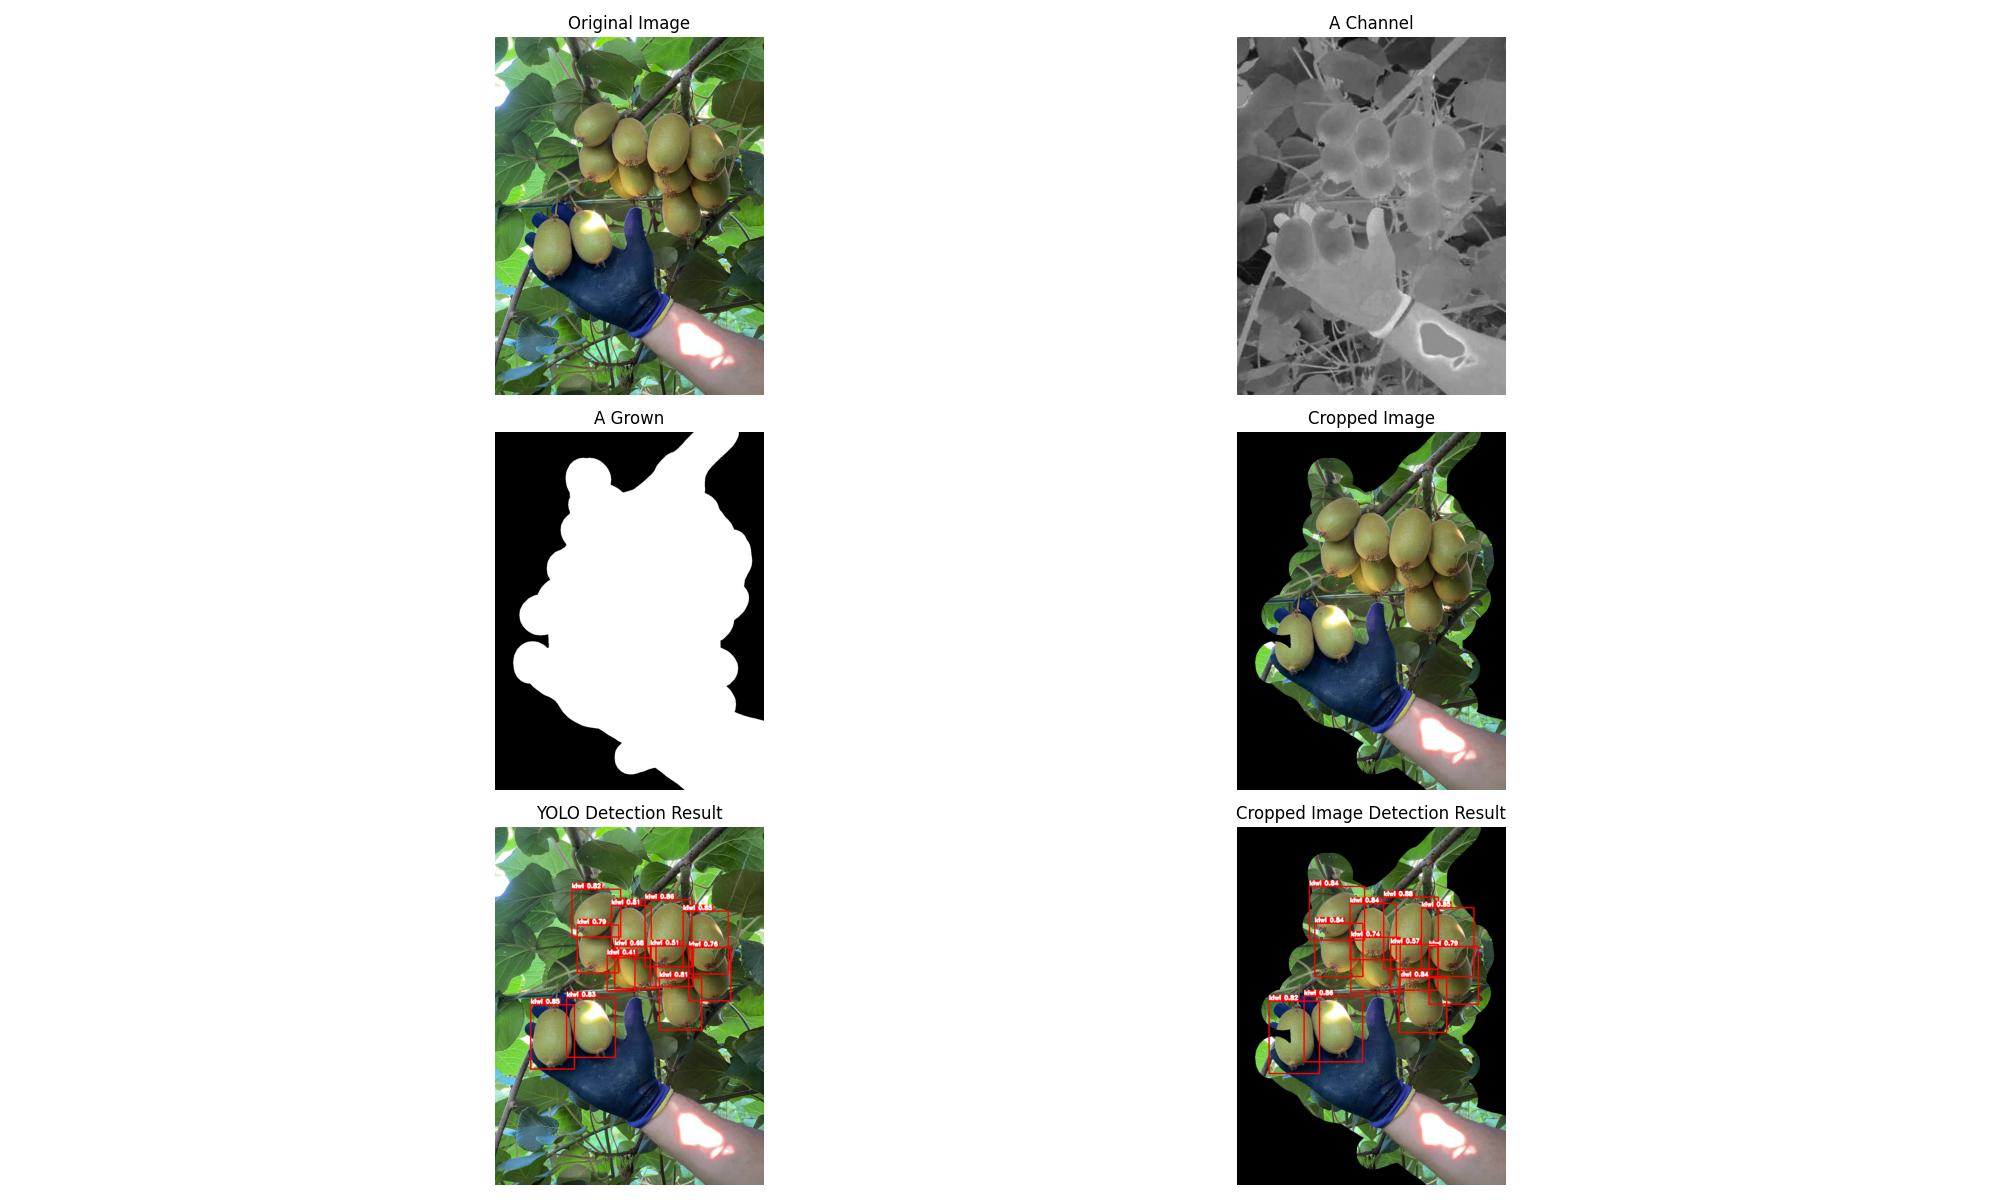 Original Image
A Channel
A Grown
Cropped Image
YOLO Detection Result
Cropped Image Detection Result
kiwi 0.82
kiwi 0.86
kiwi 0.81
kiwi 0.85
kiwi 0.79
kiwi 0.68
kiwi 0.51
kiwi 0.76
kiwi 0.41
kiwi 0.81
kiwi 0.83
kiwi 0.85
kiwi 0.84
kiwi 0.88
kiwi 0.84
kiwi 0.85
kiwi 0.84
kiwi 0.74
kiwi 0.57
kiwi 0.79
kiwi 0.84
kiwi 0.86
kiwi 0.82